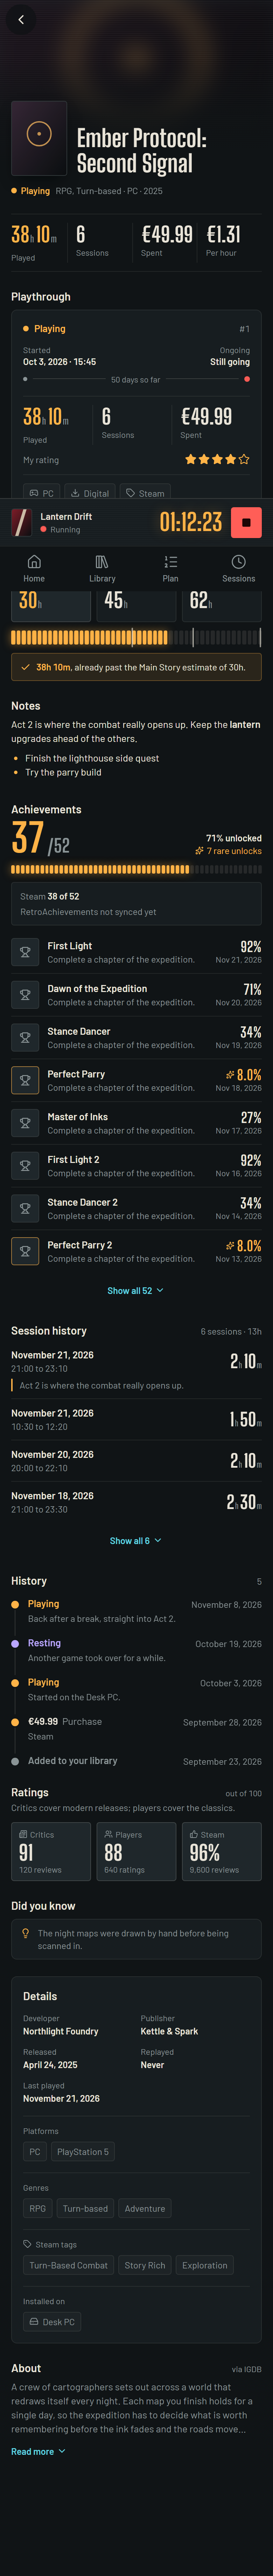 Ember Protocol:
Second Signal
Playing RPG, Turn-based · PC · 2025
38h 10m 6 €49.99 €1.31
Played Sessions Spent Per hour
Playthrough
Playing #1
Started Ongoing
Oct 3, 2026 · 15:45 Still going
50 days so far
38h 10m 6 €49.99
Played Sessions Spent
My rating
PC Digital Steam
Lantern Drift 01:12:23
Running
Home Library Plan Sessions
30h 45h 62h
38h 10m, already past the Main Story estimate of 30h.
Notes
Act 2 is where the combat really opens up. Keep the lantern
upgrades ahead of the others.
• Finish the lighthouse side quest
• Try the parry build
Achievements
37 /52 71% unlocked
7 rare unlocks
Steam 38 of 52
RetroAchievements not synced yet
First Light 92%
Complete a chapter of the expedition. Nov 21, 2026
Dawn of the Expedition 71%
Complete a chapter of the expedition. Nov 20, 2026
Stance Dancer 34%
Complete a chapter of the expedition. Nov 19, 2026
Perfect Parry 8.0%
Complete a chapter of the expedition. Nov 18, 2026
Master of Inks 27%
Complete a chapter of the expedition. Nov 17, 2026
First Light 2 92%
Complete a chapter of the expedition. Nov 16, 2026
Stance Dancer 2 34%
Complete a chapter of the expedition. Nov 14, 2026
Perfect Parry 2 8.0%
Complete a chapter of the expedition. Nov 13, 2026
Show all 52
Session history 6 sessions · 13h
November 21, 2026 2h 10m
21:00 to 23:10
Act 2 is where the combat really opens up.
November 21, 2026 1h 50m
10:30 to 12:20
November 20, 2026 2h 10m
20:00 to 22:10
November 18, 2026 2h 30m
21:00 to 23:30
Show all 6
History 5
Playing November 8, 2026
Back after a break, straight into Act 2.
Resting October 19, 2026
Another game took over for a while.
Playing October 3, 2026
Started on the Desk PC.
€49.99 Purchase September 28, 2026
Steam
Added to your library September 23, 2026
Ratings out of 100
Critics cover modern releases; players cover the classics.
Critics Players Steam
91 88 96%
120 reviews 640 ratings 9,600 reviews
Did you know
The night maps were drawn by hand before being
scanned in.
Details
Developer Publisher
Northlight Foundry Kettle & Spark
Released Replayed
April 24, 2025 Never
Last played
November 21, 2026
Platforms
PC PlayStation 5
Genres
RPG Turn-based Adventure
Steam tags
Turn-Based Combat Story Rich Exploration
Installed on
Desk PC
About via IGDB
A crew of cartographers sets out across a world that
redraws itself every night. Each map you finish holds for a
single day, so the expedition has to decide what is worth
remembering before the ink fades and the roads move...
Read more